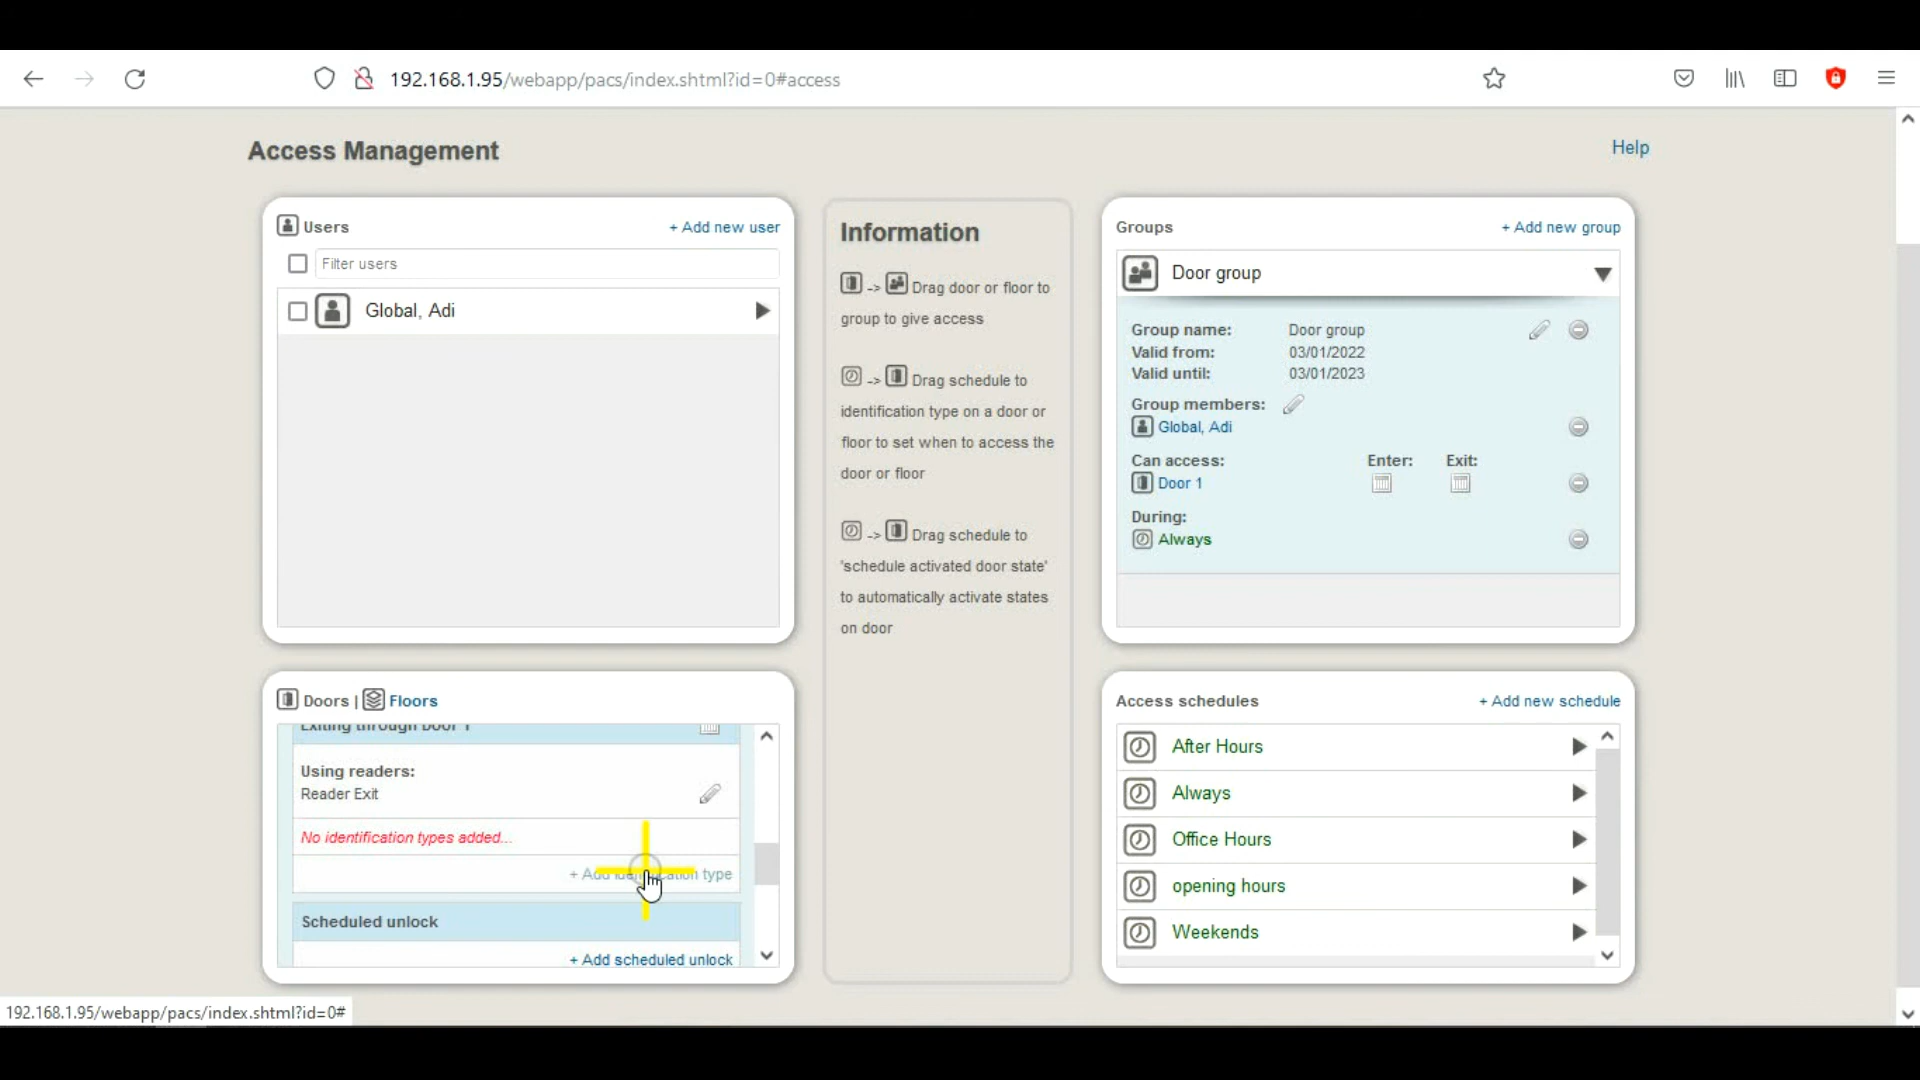 192.168.1.95/webapp/pacs/index.shtml?id=0#access
Access Management
Help
Users
+ Add new user
Filter users
Global, Adi
Information
-> Drag door or floor to
group to give access
-> Drag schedule to
identification type on a door or
floor to set when to access the
door or floor
-> Drag schedule to
'schedule activated door state'
to automatically activate states
on door
Groups
+ Add new group
Door group
Group name: Door group
Valid from: 03/01/2022
Valid until: 03/01/2023
Group members:
Global, Adi
Can access: Enter: Exit:
Door 1
During:
Always
Doors | Floors
Exiting through Door 1
Using readers:
Reader Exit
No identification types added...
+ Add identification type
Scheduled unlock
+ Add scheduled unlock
Access schedules
+ Add new schedule
After Hours
Always
Office Hours
opening hours
Weekends
192.168.1.95/webapp/pacs/index.shtml?id=0#